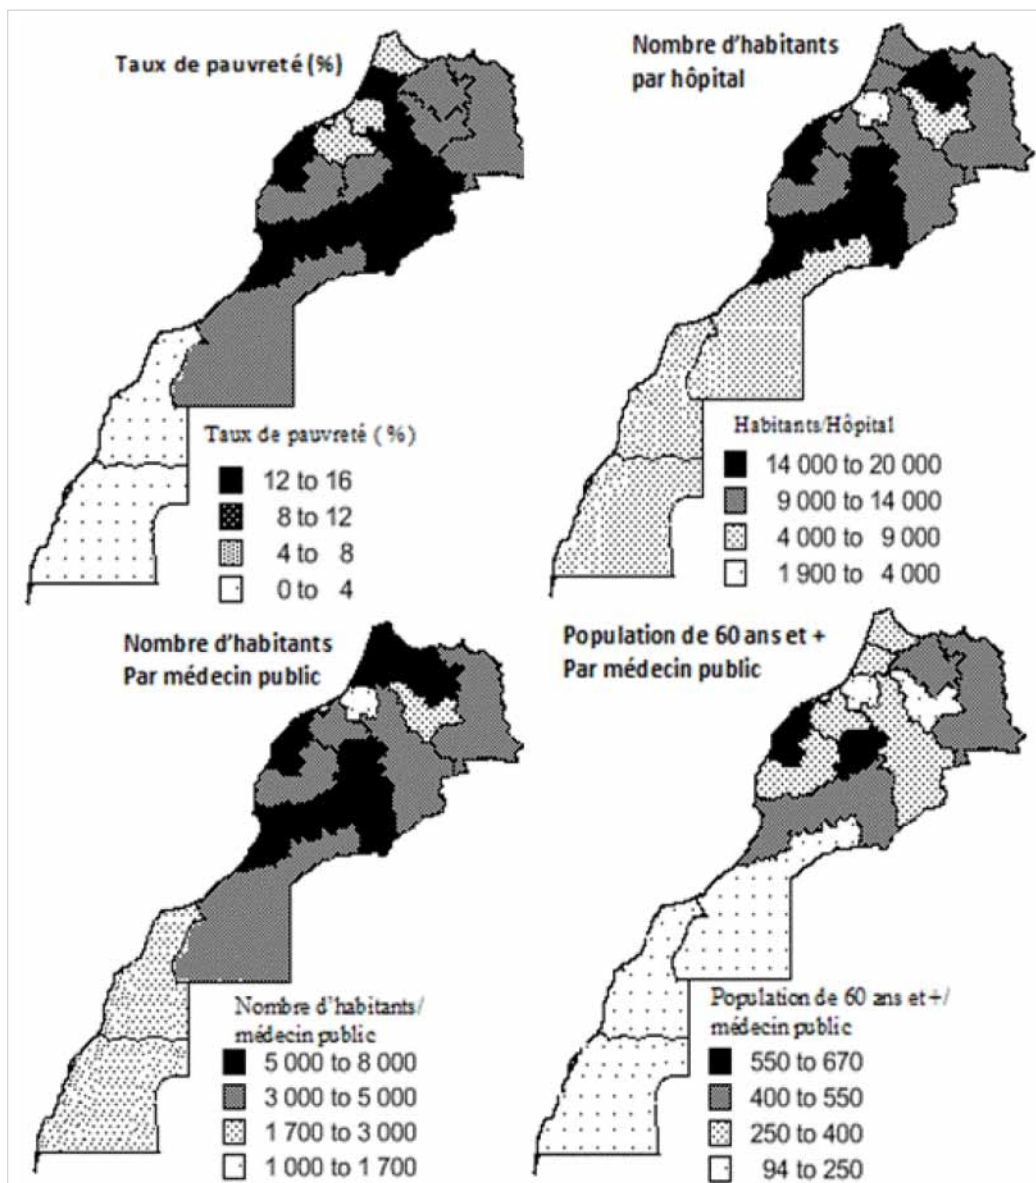 Taux de pauvreté (%)
Taux de pauvreté ( %)
12 to 16
8 to 12
4 to 8
0 to 4
Nombre d'habitants
par hôpital
Habitants/Hôpital
14 000 to 20 000
9 000 to 14 000
4 000 to 9 000
1 900 to 4 000
Nombre d'habitants
Par médecin public
Nombre d'habitants/
médecin public
5 000 to 8 000
3 000 to 5 000
1 700 to 3 000
1 000 to 1 700
Population de 60 ans et +
Par médecin public
Population de 60 ans et +/
médecin public
550 to 670
400 to 550
250 to 400
94 to 250